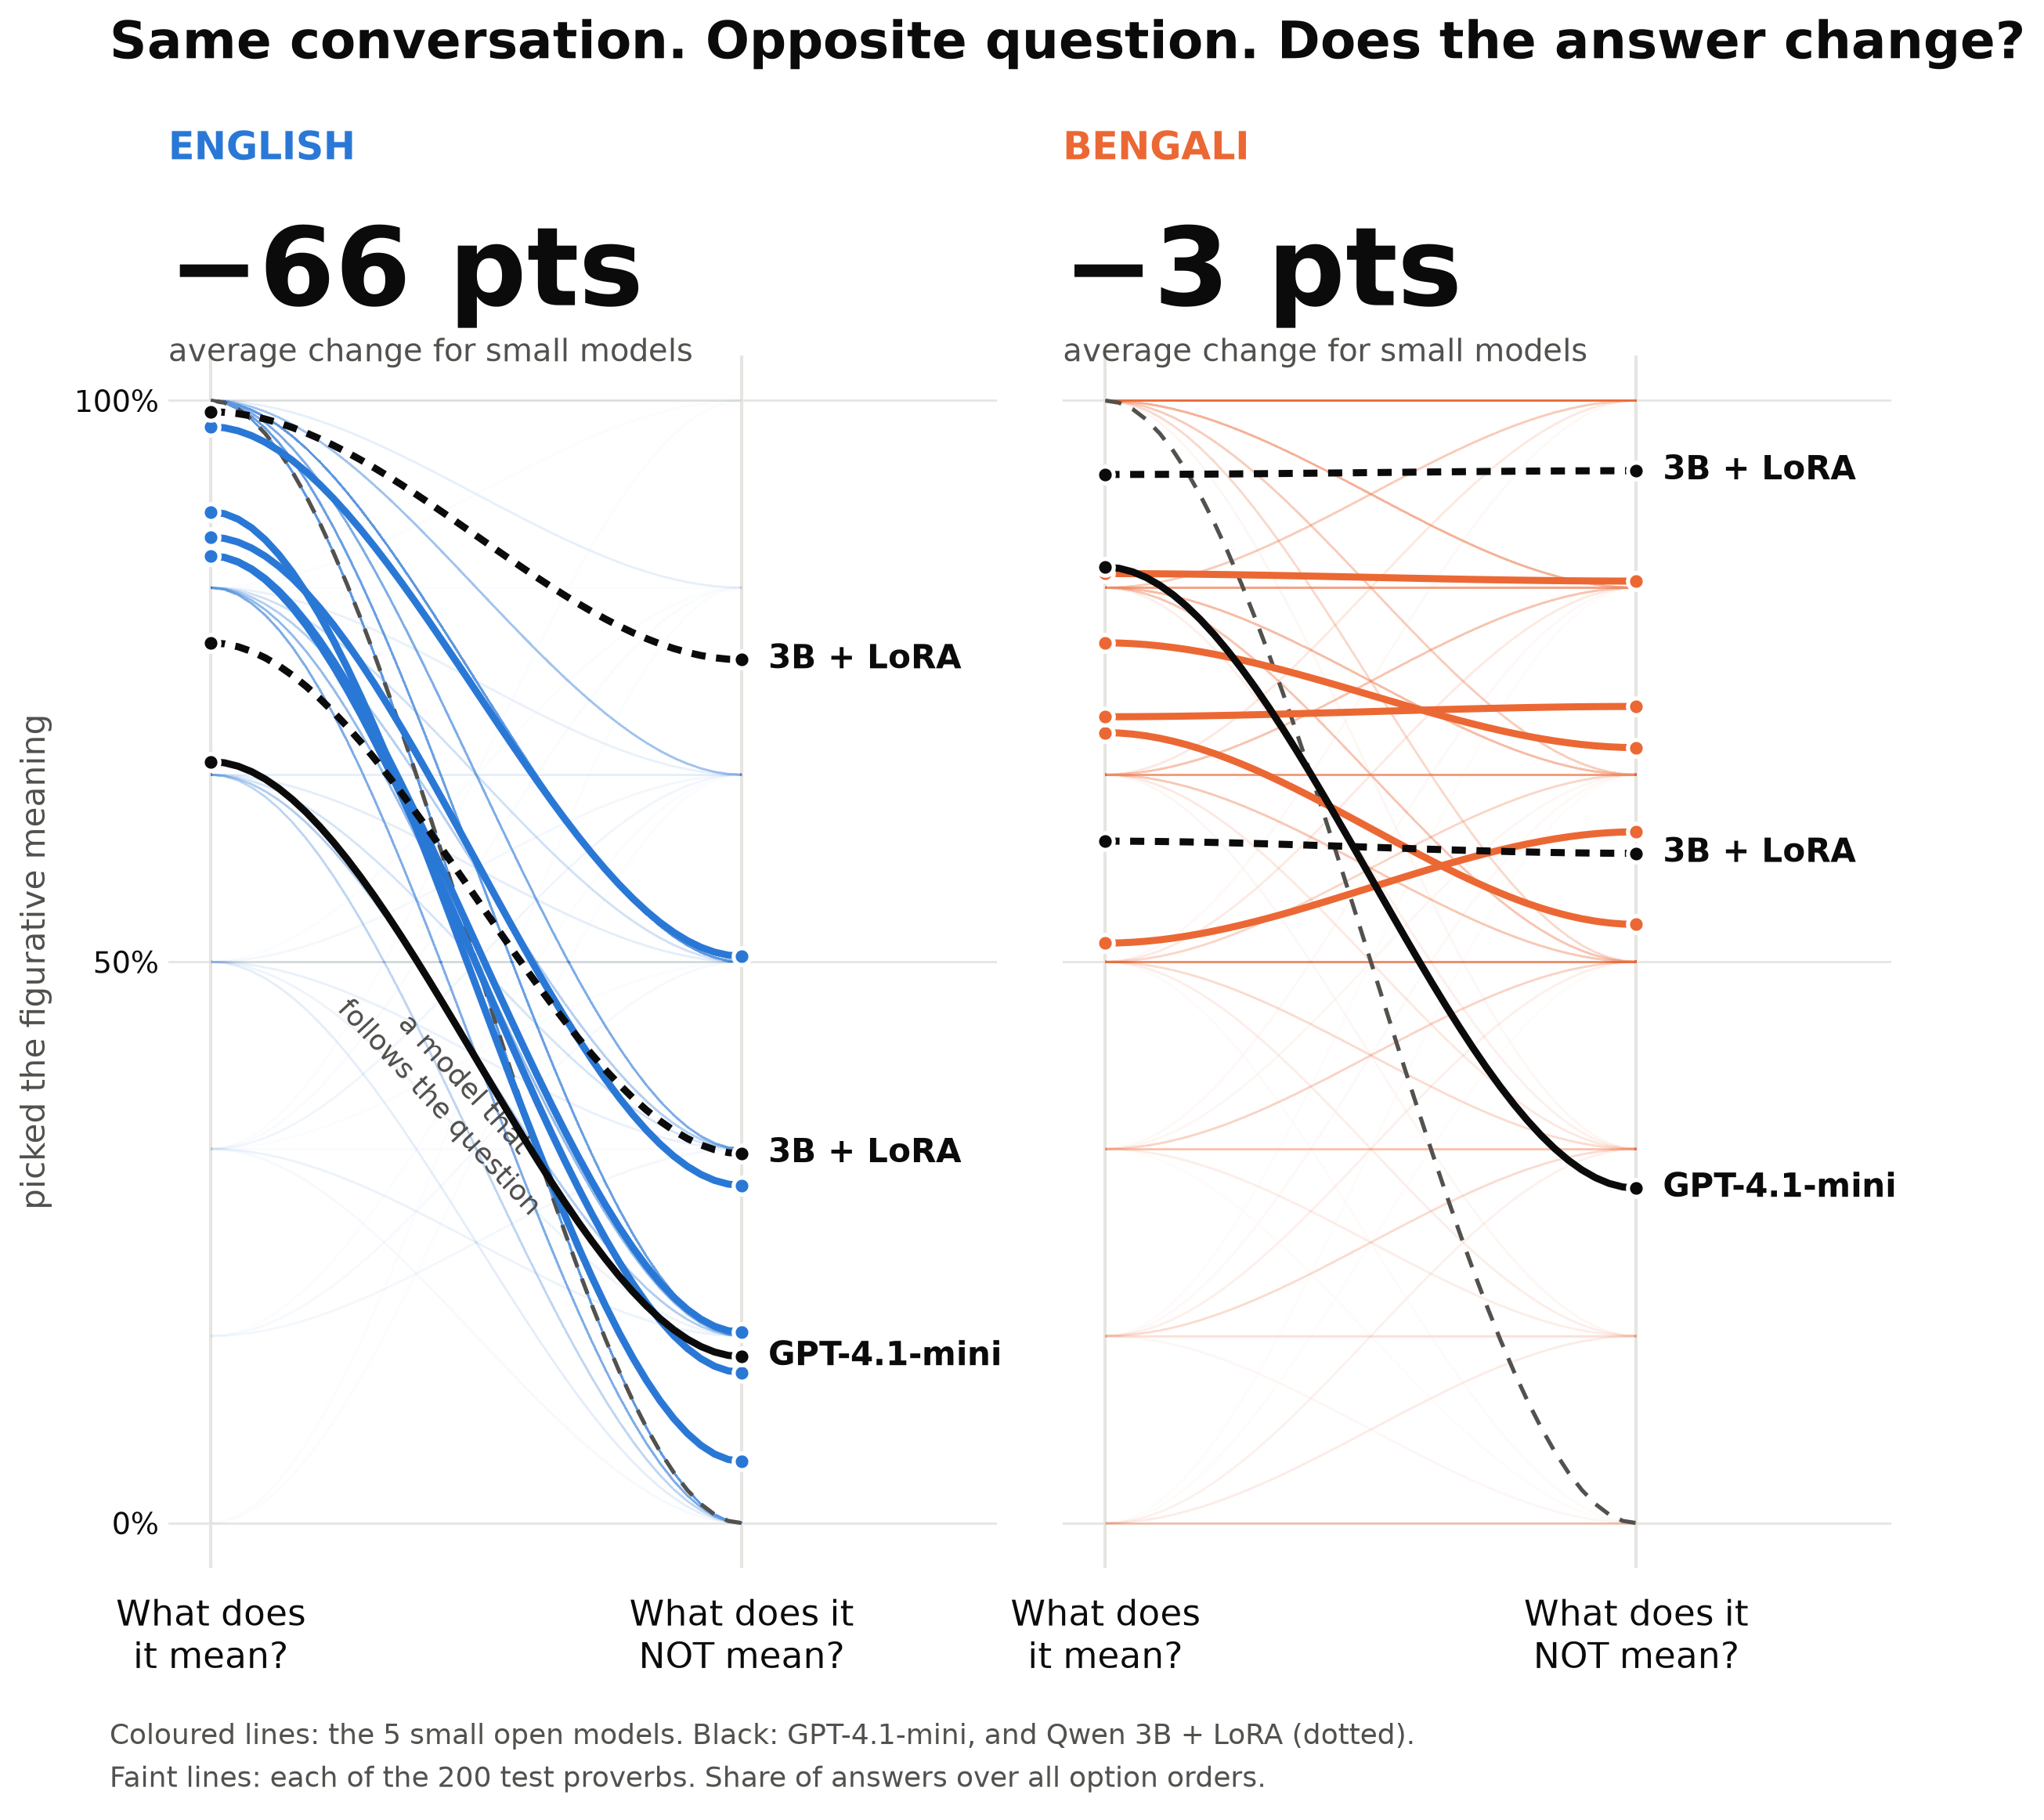 Same conversation. Opposite question. Does the answer change?
ENGLISH
−66 pts
average change for small models
BENGALI
−3 pts
average change for small models
picked the figurative meaning
100%
50%
0%
3B + LoRA
3B + LoRA
GPT-4.1-mini
a model that
follows the question
3B + LoRA
3B + LoRA
GPT-4.1-mini
What does
it mean?
What does it
NOT mean?
What does
it mean?
What does it
NOT mean?
Coloured lines: the 5 small open models. Black: GPT-4.1-mini, and Qwen 3B + LoRA (dotted).
Faint lines: each of the 200 test proverbs. Share of answers over all option orders.